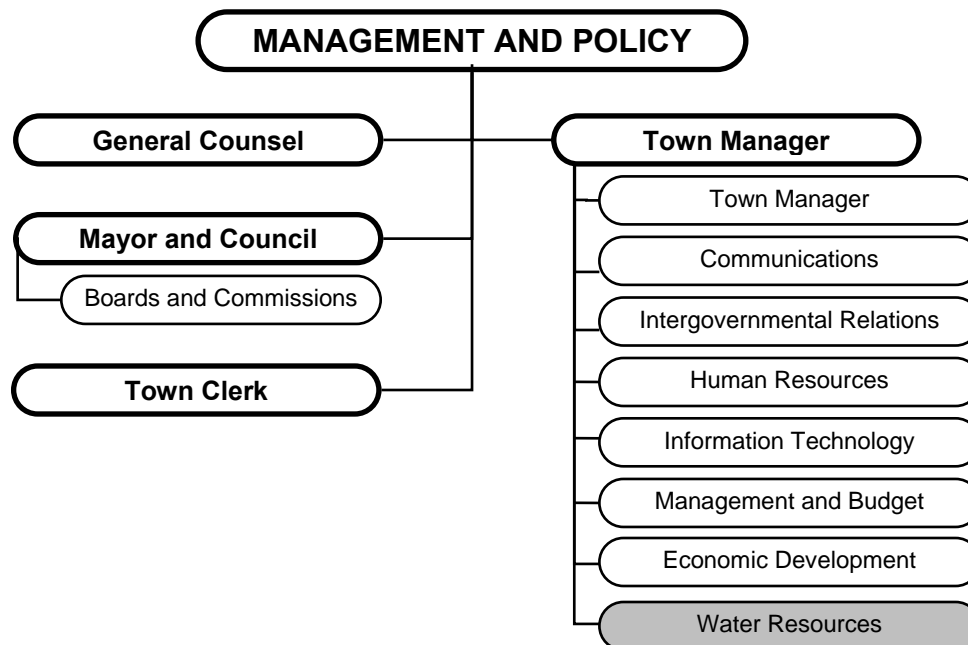 MANAGEMENT AND POLICY
General Counsel
Mayor and Council
Boards and Commissions
Town Clerk
Town Manager
Town Manager
Communications
Intergovernmental Relations
Human Resources
Information Technology
Management and Budget
Economic Development
Water Resources